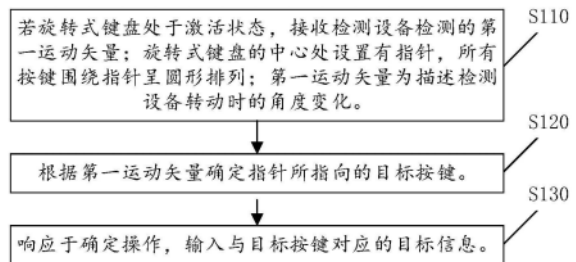 S110
若旋转式键盘处于激活状态，接收检测设备检测的第
一运动矢量；旋转式键盘的中心处设置有指针，所有
按键围绕指针呈圆形排列；第一运动矢量为描述检测
设备转动时的角度变化。
S120
根据第一运动矢量确定指针所指向的目标按键。
S130
响应于确定操作，输入与目标按键对应的目标信息。